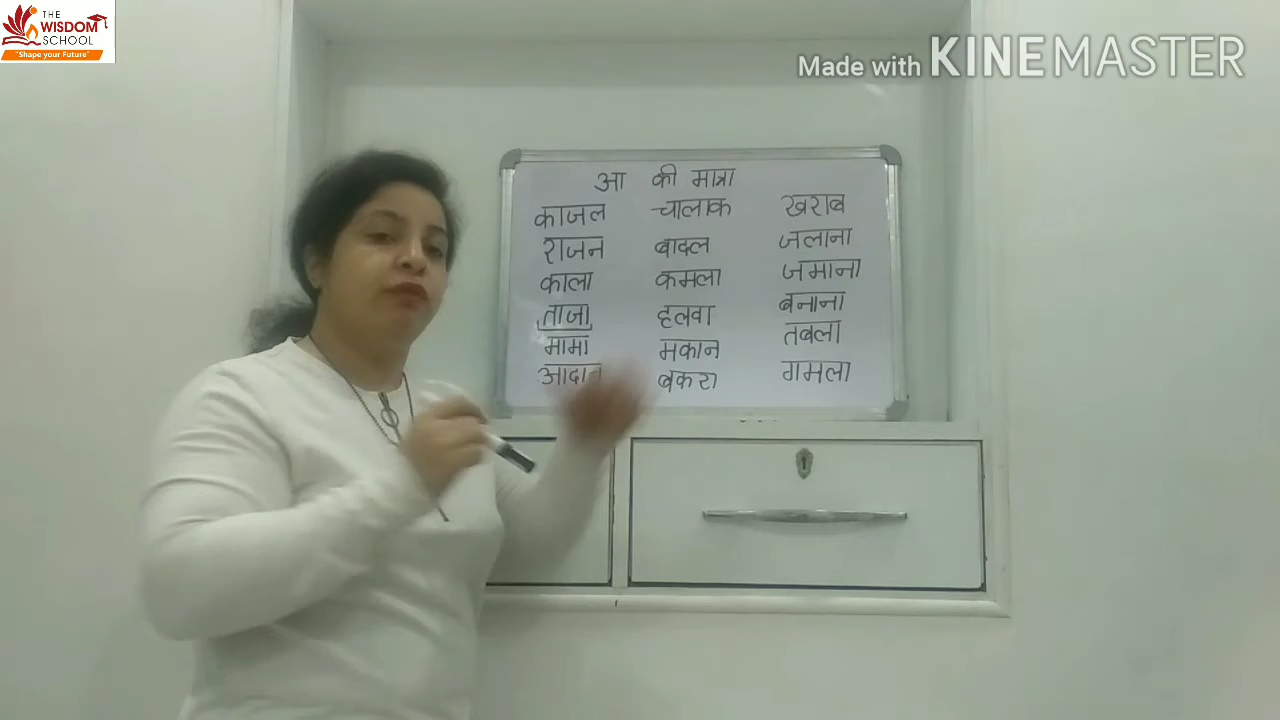 THE
WISDOM
SCHOOL
"Shape your Future"
Made with KINEMASTER
आ की मात्रा
काजल चालाक खराब
राजन बादल जलाना
काला कमला जमाना
ताजा हलवा बनाना
मामा मकान तबला
बकरा गमला